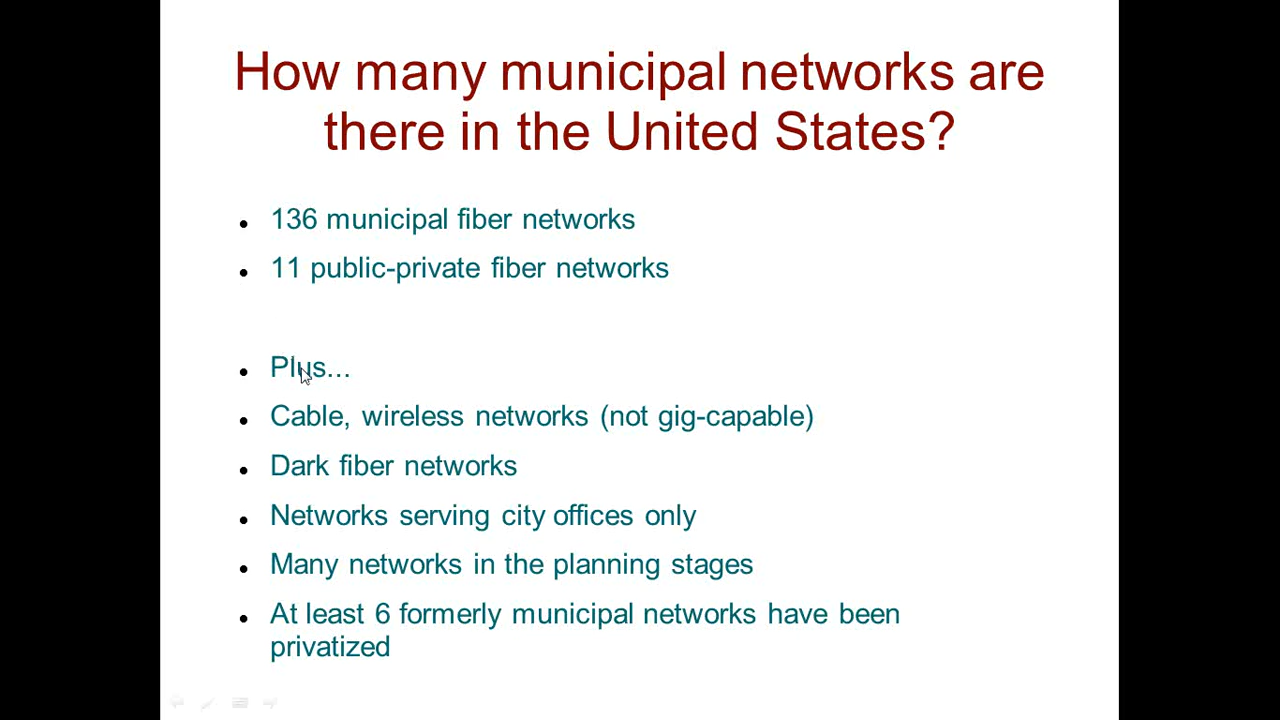 How many municipal networks are
there in the United States?
136 municipal fiber networks
11 public-private fiber networks
Plus...
Cable, wireless networks (not gig-capable)
Dark fiber networks
Networks serving city offices only
Many networks in the planning stages
At least 6 formerly municipal networks have been
privatized